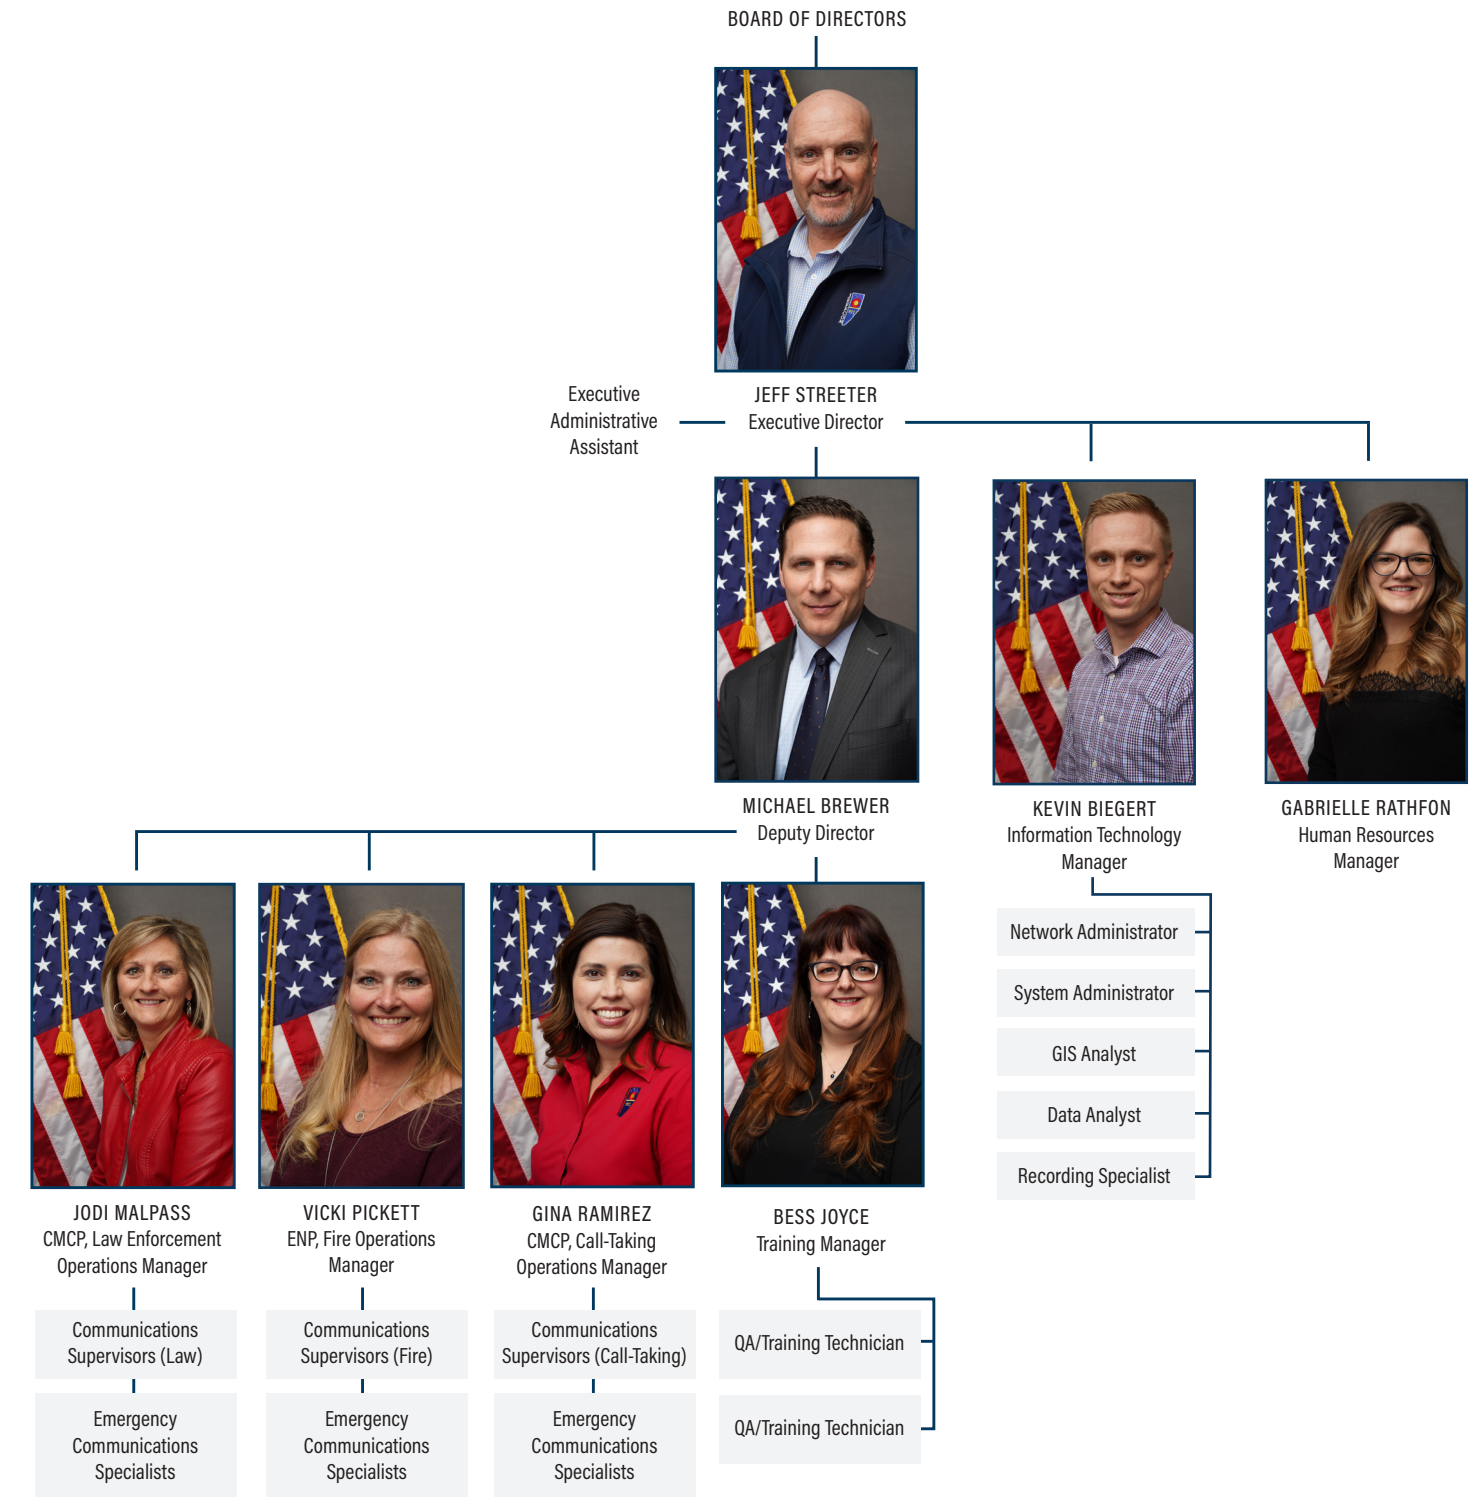 BOARD OF DIRECTORS
Executive
Administrative
Assistant
JEFF STREETER
Executive Director
MICHAEL BREWER
Deputy Director
KEVIN BIEGERT
Information Technology
Manager
GABRIELLE RATHFON
Human Resources
Manager
Network Administrator
System Administrator
GIS Analyst
Data Analyst
Recording Specialist
JODI MALPASS
CMCP, Law Enforcement
Operations Manager
VICKI PICKETT
ENP, Fire Operations
Manager
GINA RAMIREZ
CMCP, Call-Taking
Operations Manager
BESS JOYCE
Training Manager
Communications
Supervisors (Law)
Communications
Supervisors (Fire)
Communications
Supervisors (Call-Taking)
QA/Training Technician
Emergency
Communications
Specialists
Emergency
Communications
Specialists
Emergency
Communications
Specialists
QA/Training Technician